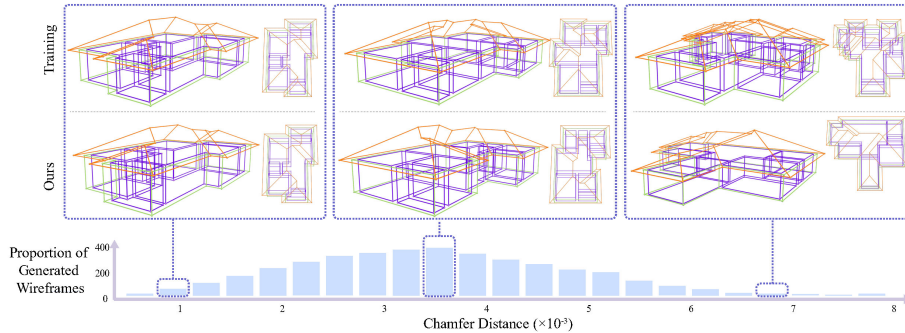 Training
Ours
Proportion of
Generated
Wireframes
400
200
0
1
2
3
4
5
6
7
8
Chamfer Distance (×10⁻³)